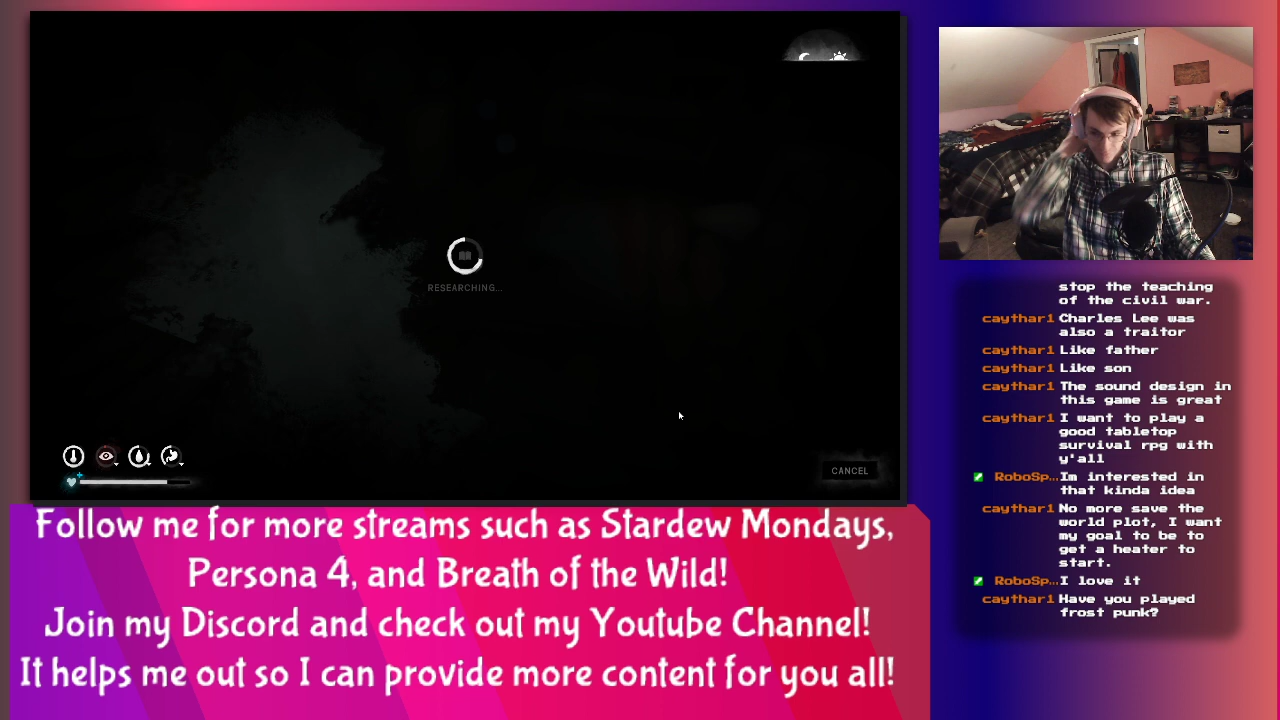 RESEARCHING...
CANCEL
Follow me for more streams such as Stardew Mondays,
Persona 4, and Breath of the Wild!
Join my Discord and check out my Youtube Channel!
It helps me out so I can provide more content for you all!
stop the teaching
of the civil war.
caythar1 Charles Lee was
also a traitor
caythar1 Like father
caythar1 Like son
caythar1 The sound design in
this game is great
caythar1 I want to play a
good tabletop
survival rpg with
y'all
RoboSp... Im interested in
that kinda idea
caythar1 No more save the
world plot, I want
my goal to be to
get a heater to
start.
RoboSp... I love it
caythar1 Have you played
frost punk?